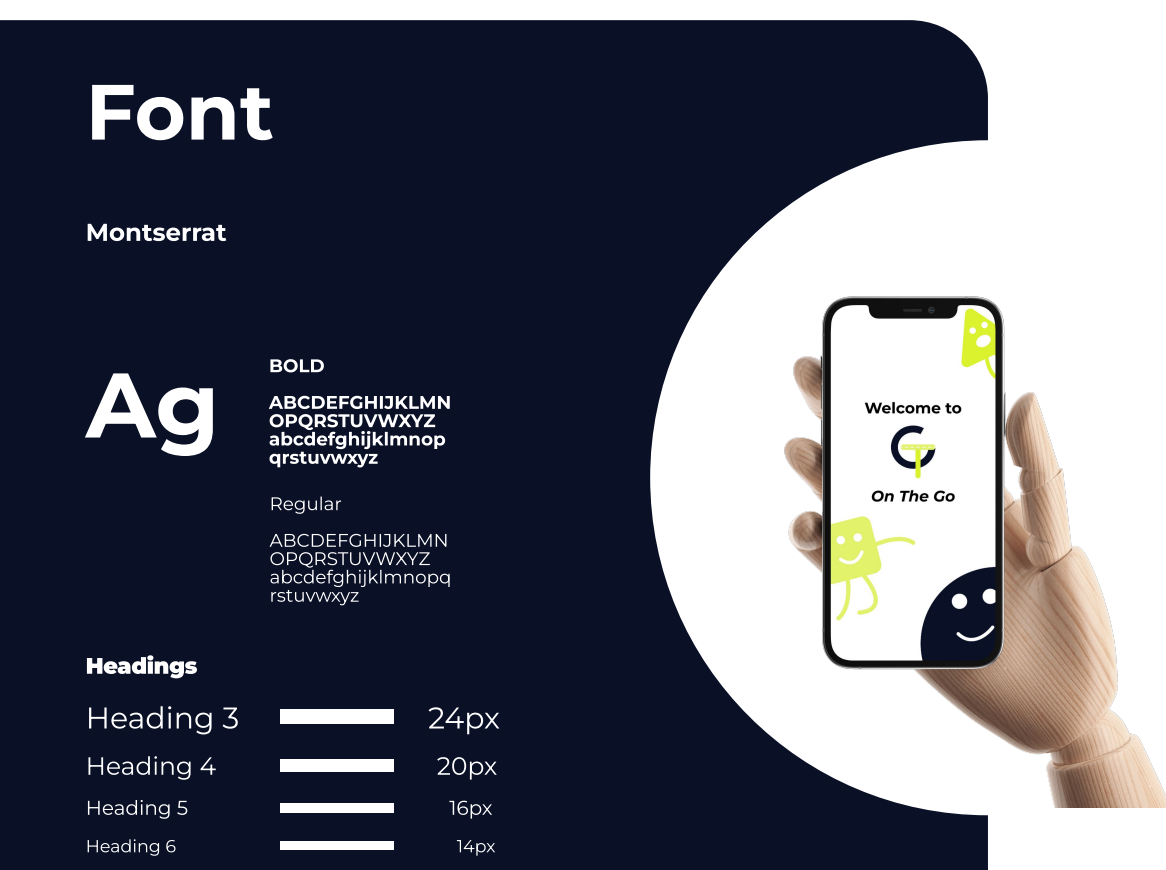 Font
Montserrat
Ag
BOLD
ABCDEFGHIJKLMN
OPQRSTUVWXYZ
abcdefghijklmnop
qrstuvwxyz
Regular
ABCDEFGHIJKLMN
OPQRSTUVWXYZ
abcdefghijklmnopq
rstuvwxyz
Headings
Heading 3 24px
Heading 4 20px
Heading 5 16px
Heading 6 14px
Welcome to
GT
On The Go